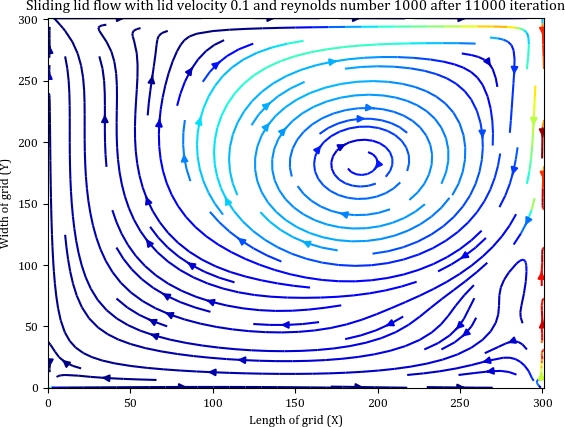 Sliding lid flow with lid velocity 0.1 and reynolds number 1000 after 11000 iteration
300
250
200
150
100
50
0
Width of grid (Y)
0 50 100 150 200 250 300
Length of grid (X)